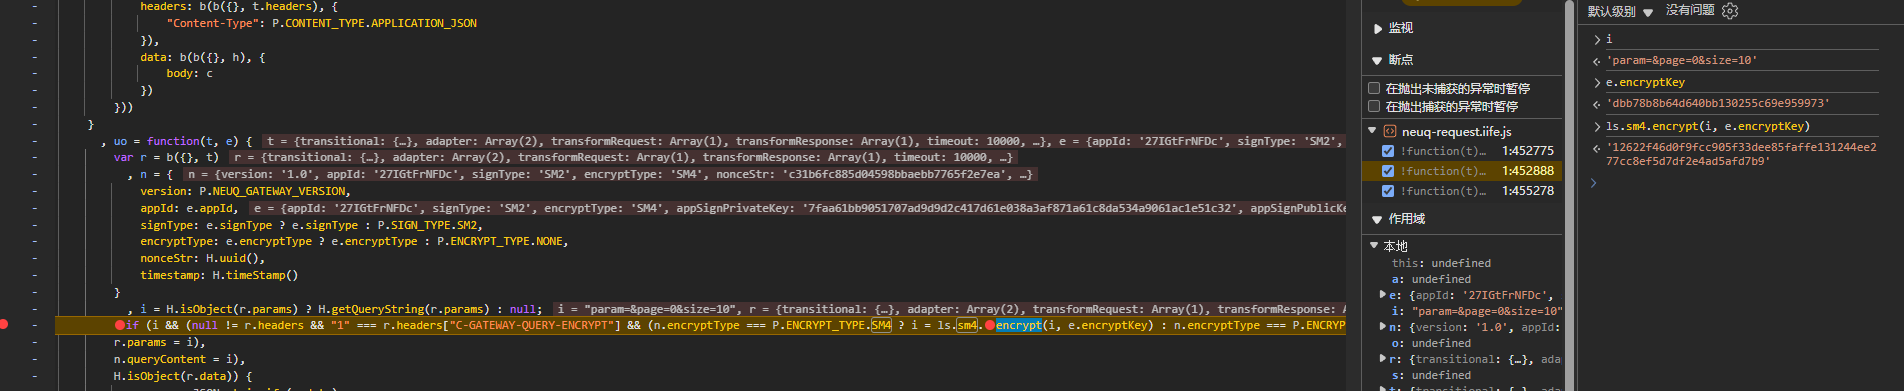 headers: b(b({}, t.headers), {
"Content-Type": P.CONTENT_TYPE.APPLICATION_JSON
}),
data: b(b({}, h), {
body: c
})
}))
}
, uo = function(t, e) { t = {transitional: {…}, adapter: Array(2), transformRequest: Array(1), transformResponse: Array(1), timeout: 10000, …}, e = {appId: '27IGtFrNFDc', signType: 'SM2',
var r = b({}, t) r = {transitional: {…}, adapter: Array(2), transformRequest: Array(1), transformResponse: Array(1), timeout: 10000, …}
, n = { n = {version: '1.0', appId: '27IGtFrNFDc', signType: 'SM2', encryptType: 'SM4', nonceStr: 'c31b6fc885d04598bbaebb7765f2e7ea', …}
version: P.NEUQ_GATEWAY_VERSION,
appId: e.appId, e = {appId: '27IGtFrNFDc', signType: 'SM2', encryptType: 'SM4', appSignPrivateKey: '7faa61bb9051707ad9d9d2c417d61e038a3af871a61c8da534a9061ac1e51c32', appSignPublicKe
signType: e.signType ? e.signType : P.SIGN_TYPE.SM2,
encryptType: e.encryptType ? e.encryptType : P.ENCRYPT_TYPE.NONE,
nonceStr: H.uuid(),
timestamp: H.timeStamp()
}
, i = H.isObject(r.params) ? H.getQueryString(r.params) : null; i = "param=&page=0&size=10", r = {transitional: {…}, adapter: Array(2), transformRequest: Array(1), transformResponse: A
if (i && (null != r.headers && "1" === r.headers["C-GATEWAY-QUERY-ENCRYPT"] && (n.encryptType === P.ENCRYPT_TYPE.SM4 ? i = ls.sm4.encrypt(i, e.encryptKey) : n.encryptType === P.ENCRYPT
r.params = i),
n.queryContent = i),
H.isObject(r.data)) {
监视
断点
在抛出未捕获的异常时暂停
在抛出捕获的异常时暂停
neuq-request.iife.js
!function(t)… 1:452775
!function(t)… 1:452888
!function(t)… 1:455278
作用域
本地
this: undefined
a: undefined
e: {appId: '27IGtFrNFDc',
i: "param=&page=0&size=10"
n: {version: '1.0', appId:
o: undefined
r: {transitional: {…}, ada
s: undefined
默认级别 没有问题
i
'param=&page=0&size=10'
e.encryptKey
'dbb78b8b64d640bb130255c69e959973'
ls.sm4.encrypt(i, e.encryptKey)
'12622f46d0f9fcc905f33dee85faffe131244ee2
77cc8ef5d7df2e4ad5afd7b9'